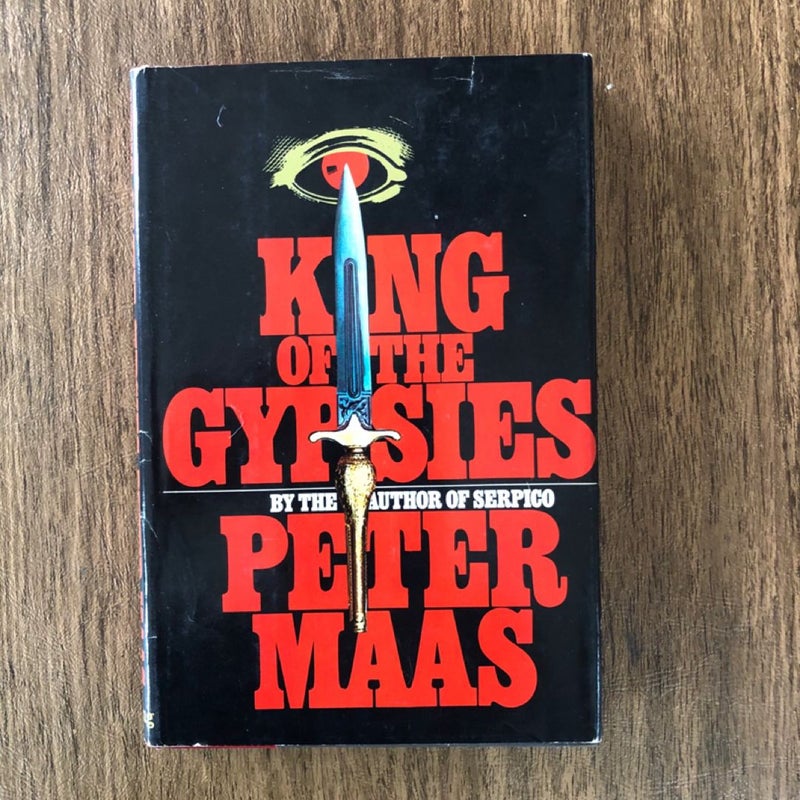 KING
OF THE
GYPSIES
BY THE AUTHOR OF SERPICO
PETER
MAAS